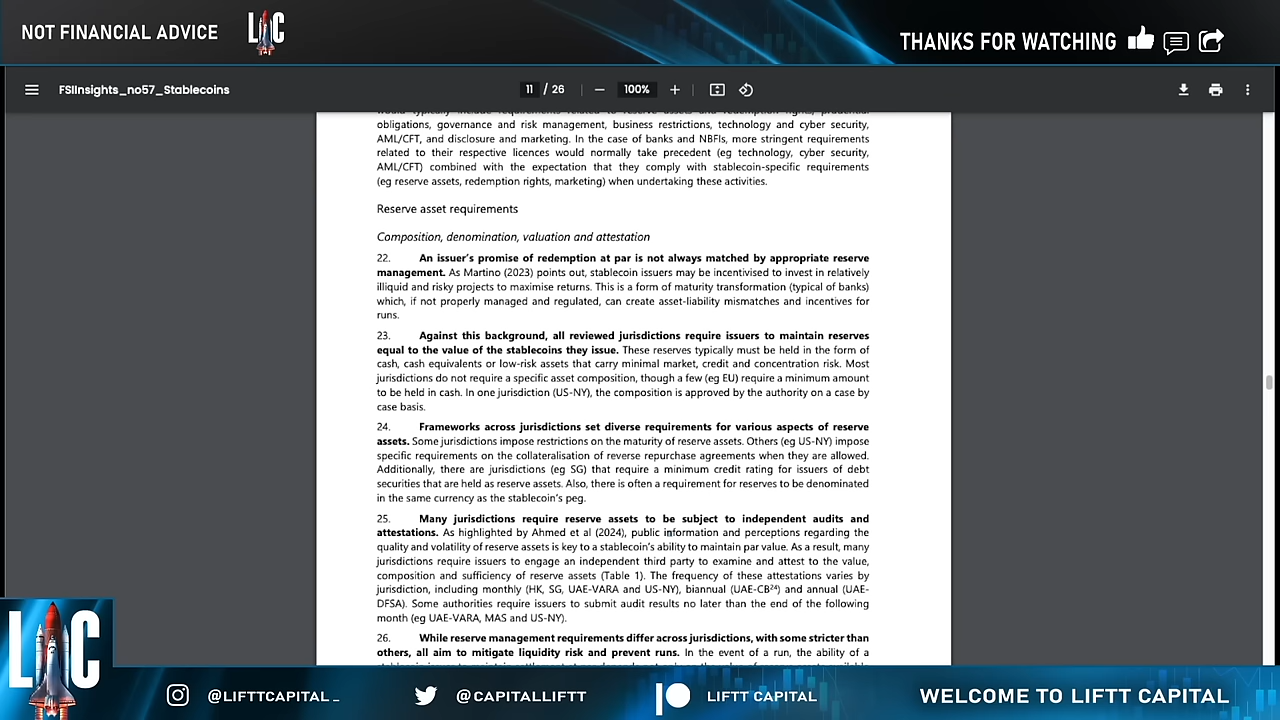 NOT FINANCIAL ADVICE
LC
THANKS FOR WATCHING
FSIInsights_no57_Stablecoins
11 / 26
100%
obligations, governance and risk management, business restrictions, technology and cyber security,
AML/CFT, and disclosure and marketing. In the case of banks and NBFIs, more stringent requirements
related to their respective licences would normally take precedent (eg technology, cyber security,
AML/CFT) combined with the expectation that they comply with stablecoin-specific requirements
(eg reserve assets, redemption rights, marketing) when undertaking these activities.
Reserve asset requirements
Composition, denomination, valuation and attestation
22. An issuer's promise of redemption at par is not always matched by appropriate reserve
management. As Martino (2023) points out, stablecoin issuers may be incentivised to invest in relatively
illiquid and risky projects to maximise returns. This is a form of maturity transformation (typical of banks)
which, if not properly managed and regulated, can create asset-liability mismatches and incentives for
runs.
23. Against this background, all reviewed jurisdictions require issuers to maintain reserves
equal to the value of the stablecoins they issue. These reserves typically must be held in the form of
cash, cash equivalents or low-risk assets that carry minimal market, credit and concentration risk. Most
jurisdictions do not require a specific asset composition, though a few (eg EU) require a minimum amount
to be held in cash. In one jurisdiction (US-NY), the composition is approved by the authority on a case by
case basis.
24. Frameworks across jurisdictions set diverse requirements for various aspects of reserve
assets. Some jurisdictions impose restrictions on the maturity of reserve assets. Others (eg US-NY) impose
specific requirements on the collateralisation of reverse repurchase agreements when they are allowed.
Additionally, there are jurisdictions (eg SG) that require a minimum credit rating for issuers of debt
securities that are held as reserve assets. Also, there is often a requirement for reserves to be denominated
in the same currency as the stablecoin's peg.
25. Many jurisdictions require reserve assets to be subject to independent audits and
attestations. As highlighted by Ahmed et al (2024), public information and perceptions regarding the
quality and volatility of reserve assets is key to a stablecoin's ability to maintain par value. As a result, many
jurisdictions require issuers to engage an independent third party to examine and attest to the value,
composition and sufficiency of reserve assets (Table 1). The frequency of these attestations varies by
jurisdiction, including monthly (HK, SG, UAE-VARA and US-NY), biannual (UAE-CB24) and annual (UAE-
DFSA). Some authorities require issuers to submit audit results no later than the end of the following
month (eg UAE-VARA, MAS and US-NY).
26. While reserve management requirements differ across jurisdictions, with some stricter than
others, all aim to mitigate liquidity risk and prevent runs. In the event of a run, the ability of a
LC
@LIFTTCAPITAL_
@CAPITALLIFTT
LIFTT CAPITAL
WELCOME TO LIFTT CAPITAL